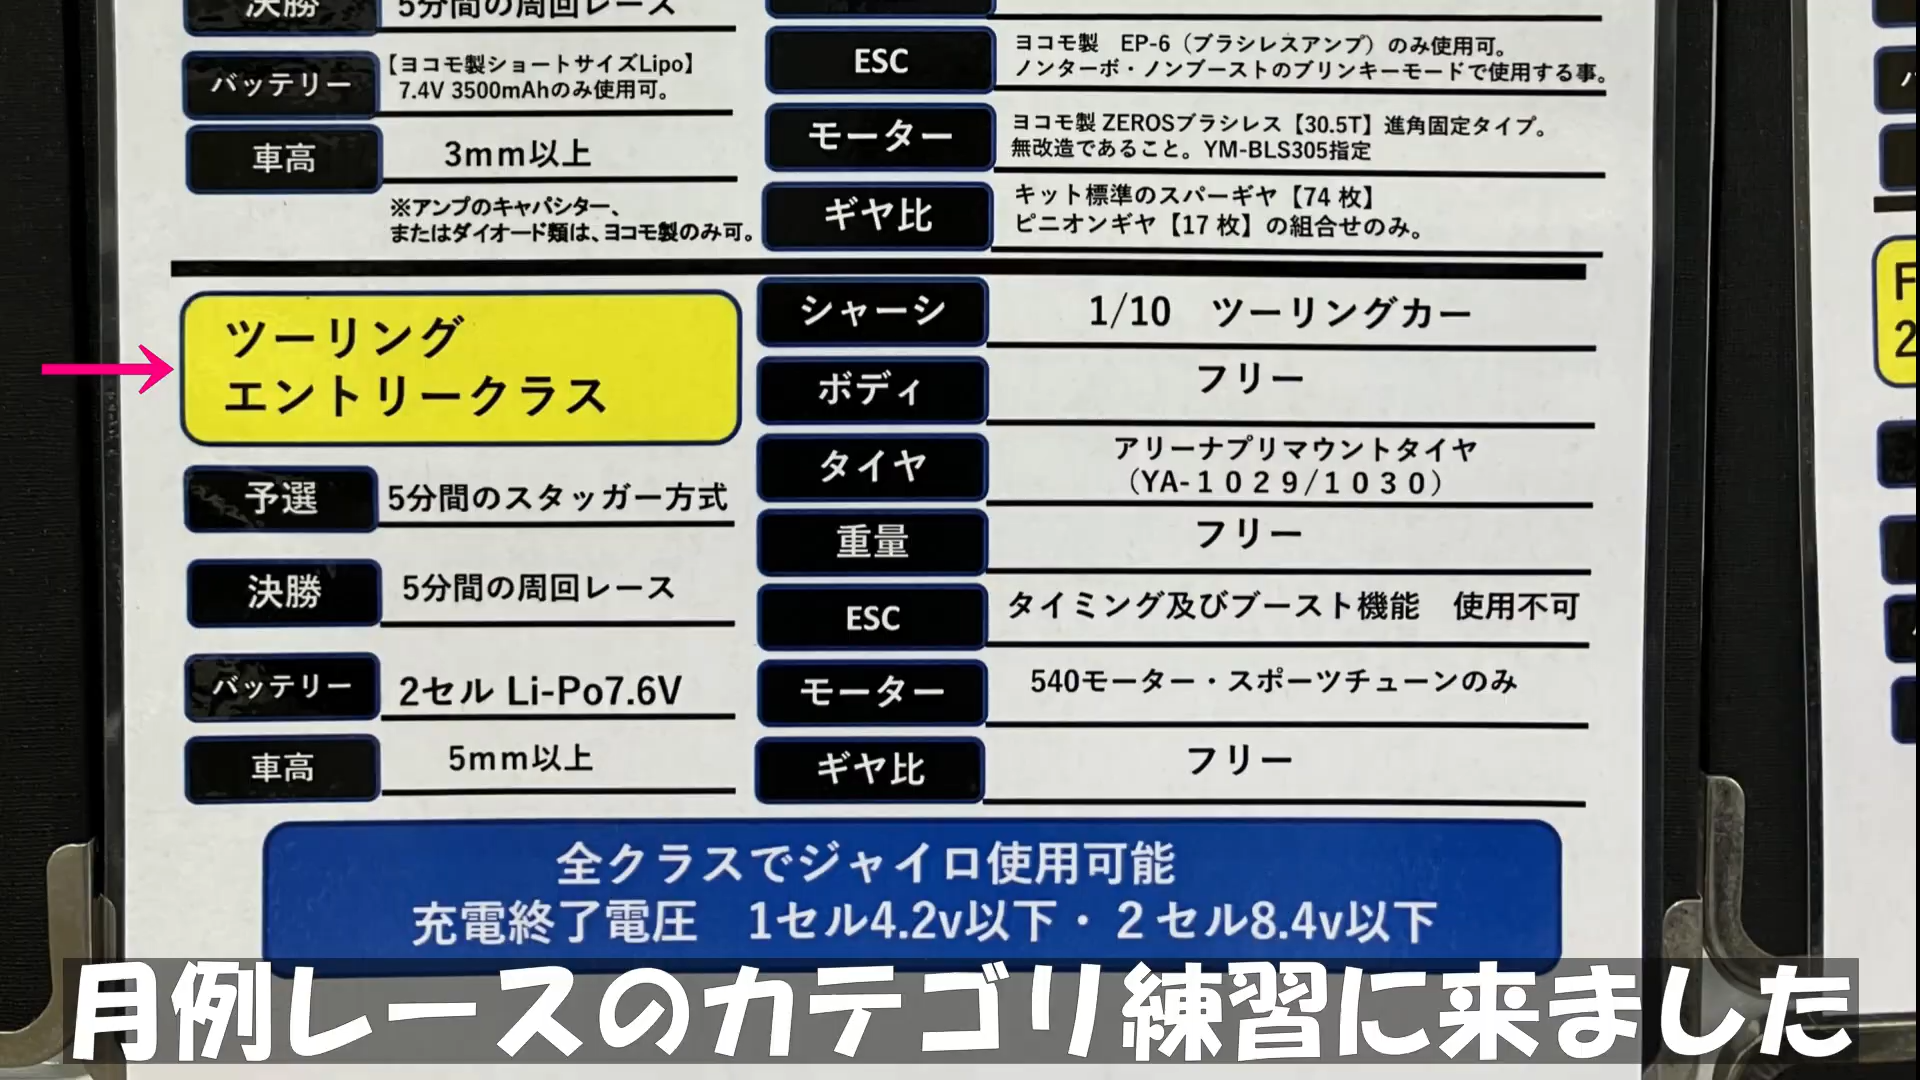 決勝
5分間の周回レース
バッテリー
【ヨコモ製ショートサイズLipo】
7.4V 3500mAhのみ使用可。
車高
3mm以上
※アンプのキャパシター、
またはダイオード類は、ヨコモ製のみ可。
ESC
ヨコモ製 EP-6（ブラシレスアンプ）のみ使用可。
ノンターボ・ノンブーストのブリンキーモードで使用する事。
モーター
ヨコモ製 ZEROSブラシレス【30.5T】進角固定タイプ。
無改造であること。YM-BLS305指定
ギヤ比
キット標準のスパーギヤ【74 枚】
ピニオンギヤ【17 枚】の組合せのみ。
ツーリング
エントリークラス
予選
5分間のスタッガー方式
決勝
5分間の周回レース
バッテリー
2セル Li-Po7.6V
車高
5mm以上
シャーシ
1/10 ツーリングカー
ボディ
フリー
タイヤ
アリーナプリマウントタイヤ
（YA-１０２９/１０３０）
重量
フリー
ESC
タイミング及びブースト機能 使用不可
モーター
540モーター・スポーツチューンのみ
ギヤ比
フリー
全クラスでジャイロ使用可能
充電終了電圧 1セル4.2v以下・２セル8.4v以下
月例レースのカテゴリ練習に来ました